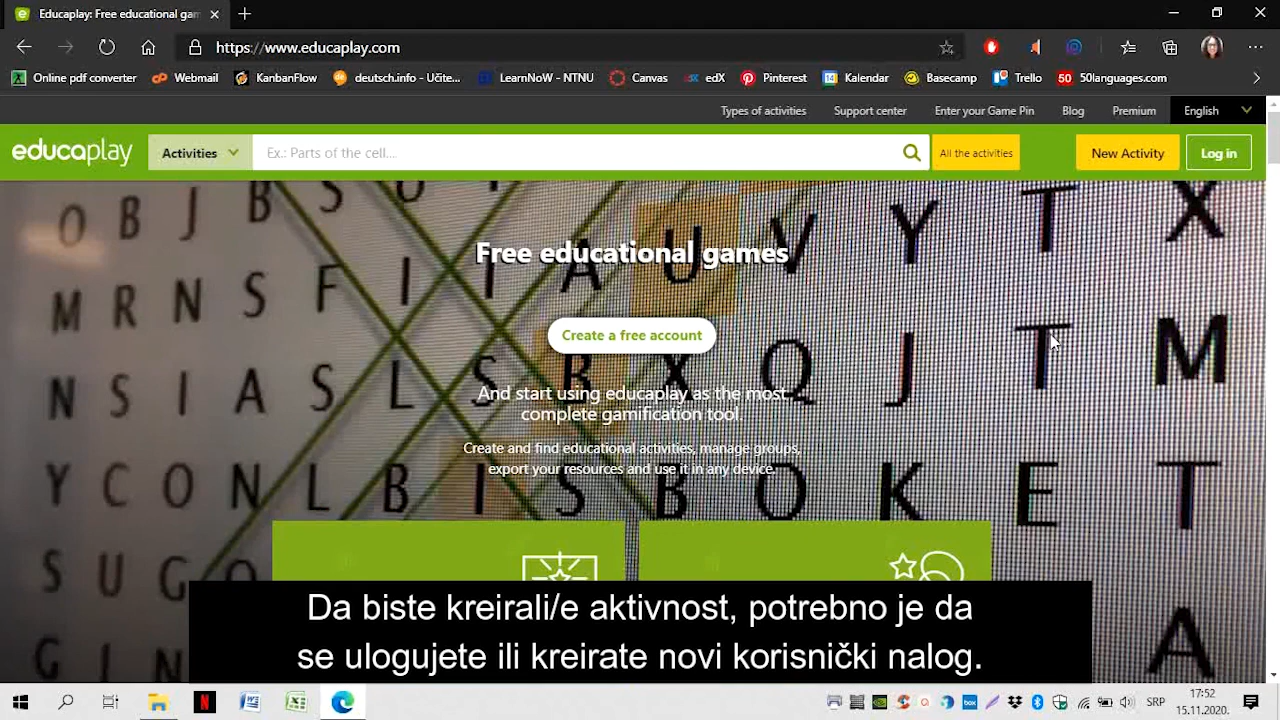 Educaplay: Free educational gam
https://www.educaplay.com
Online pdf converter
Webmail
KanbanFlow
deutsch.info - Učite...
LearnNoW - NTNU
Canvas
edX
Pinterest
14 Kalendar
Basecamp
Trello
50 50languages.com
Types of activities
Support center
Enter your Game Pin
Blog
Premium
English
educaplay
Activities
Ex.: Parts of the cell....
All the activities
New Activity
Log in
Free educational games
Create a free account
And start using educaplay as the most
complete gamification tool.
Create and find educational activities, manage groups,
export your resources and use it in any device.
Da biste kreirali/e aktivnost, potrebno je da
se ulogujete ili kreirate novi korisnički nalog.
SRP
17:52
15.11.2020.